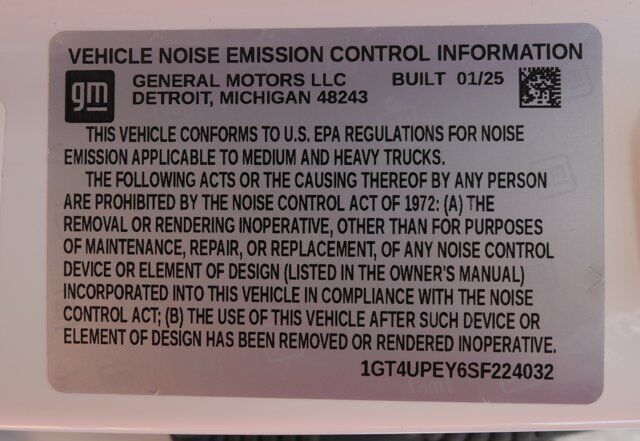 VEHICLE NOISE EMISSION CONTROL INFORMATION
gm GENERAL MOTORS LLC BUILT 01/25
DETROIT, MICHIGAN 48243
THIS VEHICLE CONFORMS TO U.S. EPA REGULATIONS FOR NOISE
EMISSION APPLICABLE TO MEDIUM AND HEAVY TRUCKS.
THE FOLLOWING ACTS OR THE CAUSING THEREOF BY ANY PERSON
ARE PROHIBITED BY THE NOISE CONTROL ACT OF 1972: (A) THE
REMOVAL OR RENDERING INOPERATIVE, OTHER THAN FOR PURPOSES
OF MAINTENANCE, REPAIR, OR REPLACEMENT, OF ANY NOISE CONTROL
DEVICE OR ELEMENT OF DESIGN (LISTED IN THE OWNER'S MANUAL)
INCORPORATED INTO THIS VEHICLE IN COMPLIANCE WITH THE NOISE
CONTROL ACT; (B) THE USE OF THIS VEHICLE AFTER SUCH DEVICE OR
ELEMENT OF DESIGN HAS BEEN REMOVED OR RENDERED INOPERATIVE.
1GT4UPEY6SF224032